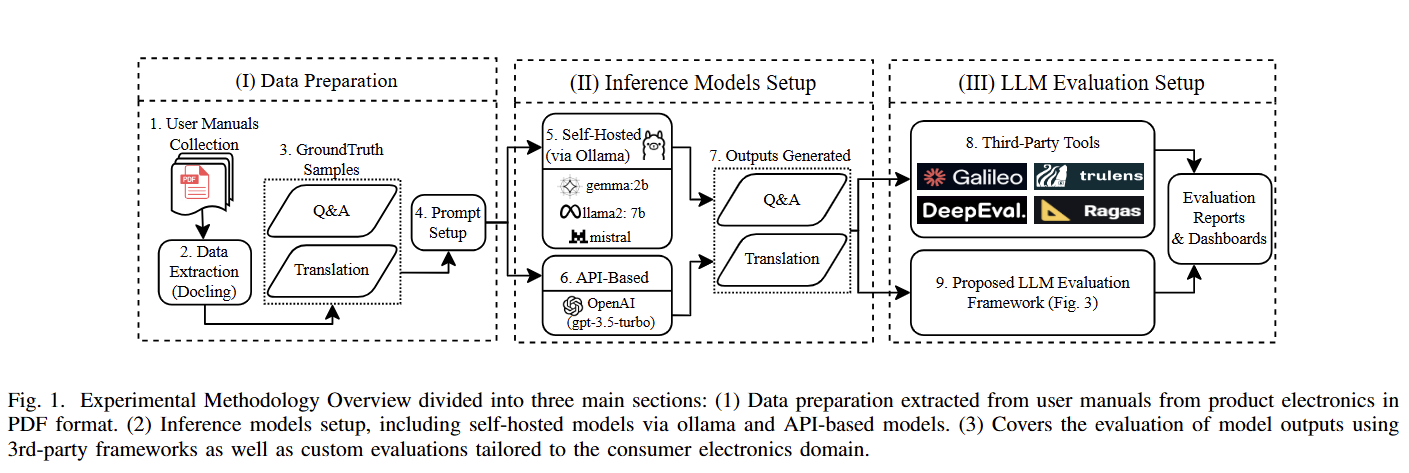 (I) Data Preparation
1. User Manuals
Collection
PDF
2. Data
Extraction
(Docling)
3. GroundTruth
Samples
Q&A
Translation
4. Prompt
Setup
(II) Inference Models Setup
5. Self-Hosted
(via Ollama)
gemma:2b
llama2: 7b
mistral
6. API-Based
OpenAI
(gpt-3.5-turbo)
7. Outputs Generated
Q&A
Translation
(III) LLM Evaluation Setup
8. Third-Party Tools
Galileo
trulens
DeepEval.
Ragas
9. Proposed LLM Evaluation
Framework (Fig. 3)
Evaluation
Reports
& Dashboards
Fig. 1. Experimental Methodology Overview divided into three main sections: (1) Data preparation extracted from user manuals from product electronics in
PDF format. (2) Inference models setup, including self-hosted models via ollama and API-based models. (3) Covers the evaluation of model outputs using
3rd-party frameworks as well as custom evaluations tailored to the consumer electronics domain.